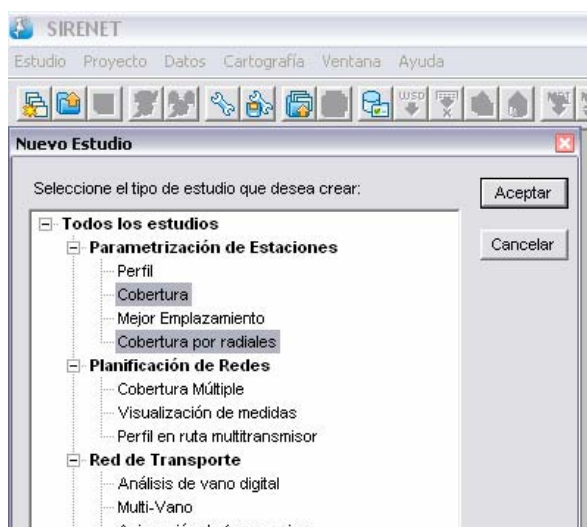 SIRENET
Estudio Proyecto Datos Cartografía Ventana Ayuda
Nuevo Estudio
Seleccione el tipo de estudio que desea crear:
Aceptar
Cancelar
Todos los estudios
Parametrización de Estaciones
Perfil
Cobertura
Mejor Emplazamiento
Cobertura por radiales
Planificación de Redes
Cobertura Múltiple
Visualización de medidas
Perfil en ruta multitransmisor
Red de Transporte
Análisis de vano digital
Multi-Vano